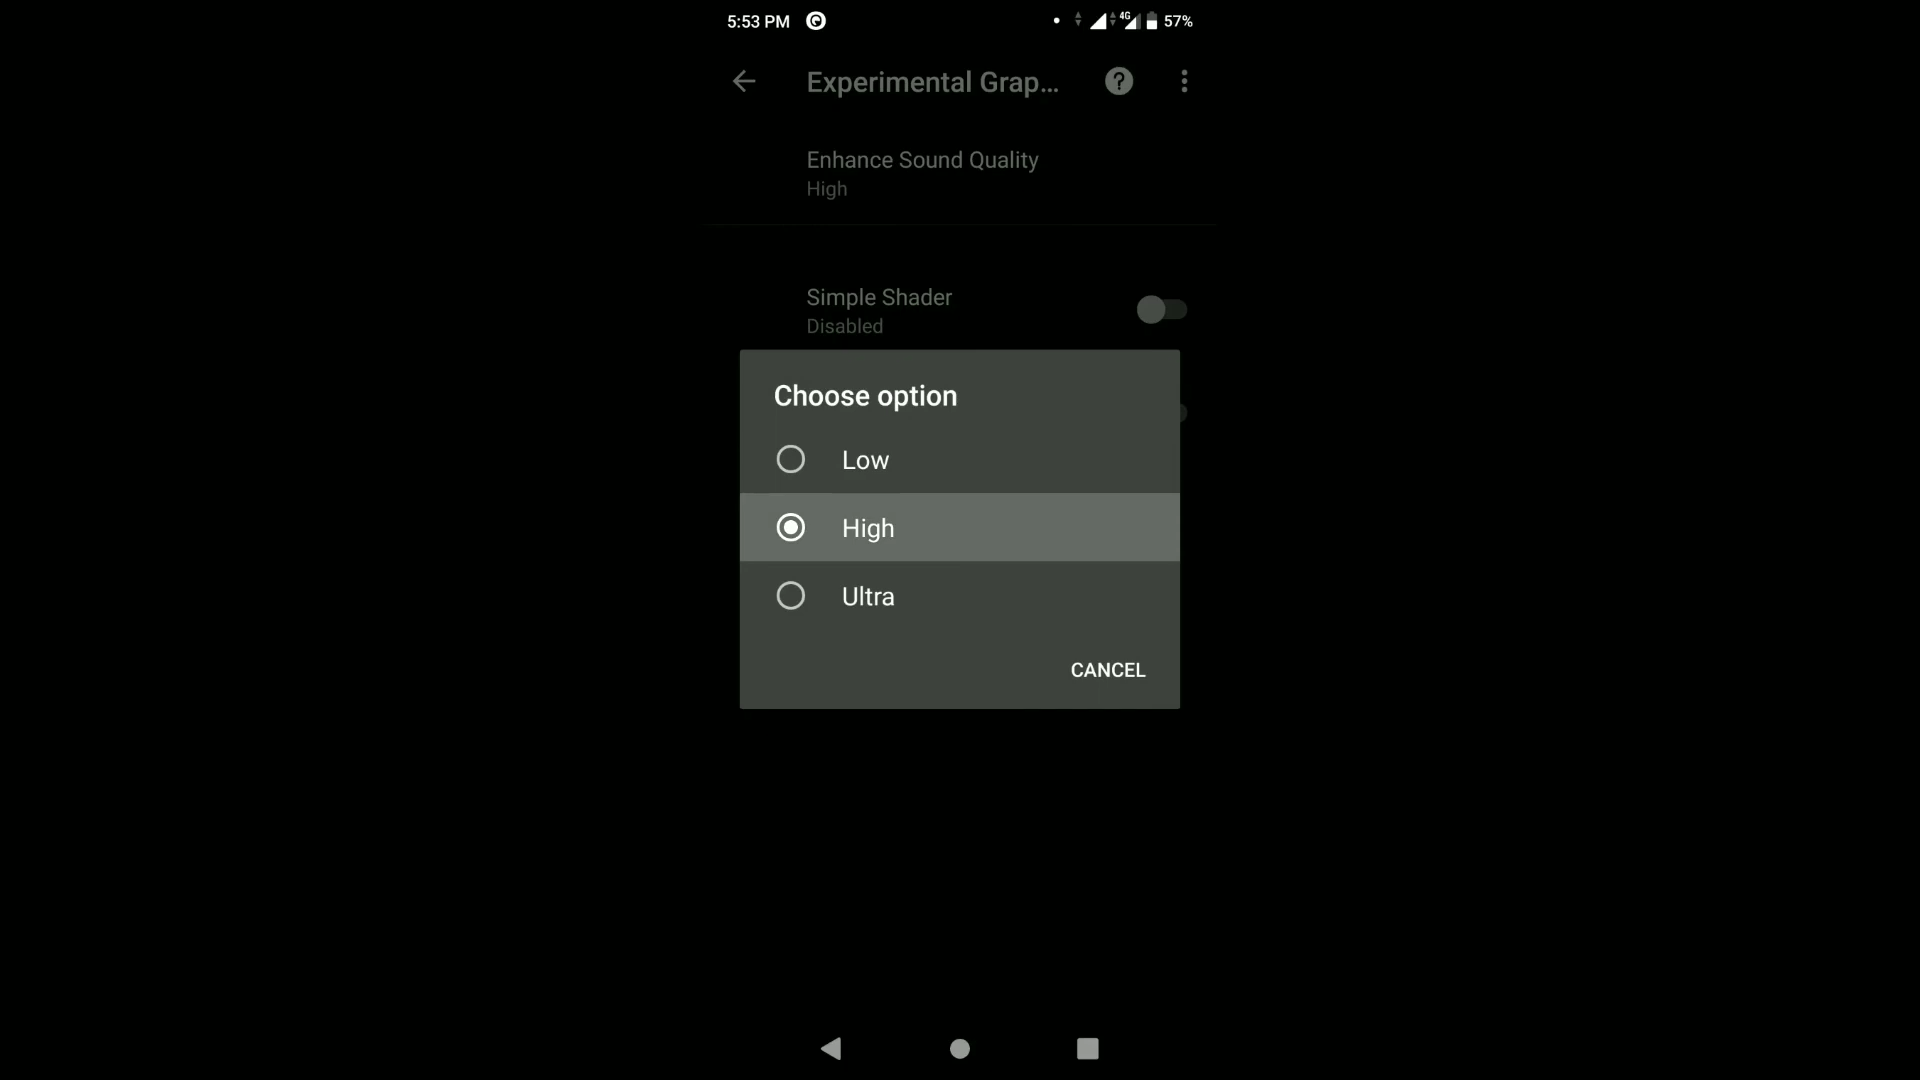 5:53 PM
4G
57%
Experimental Grap...
Enhance Sound Quality
High
Simple Shader
Disabled
Choose option
Low
High
Ultra
CANCEL